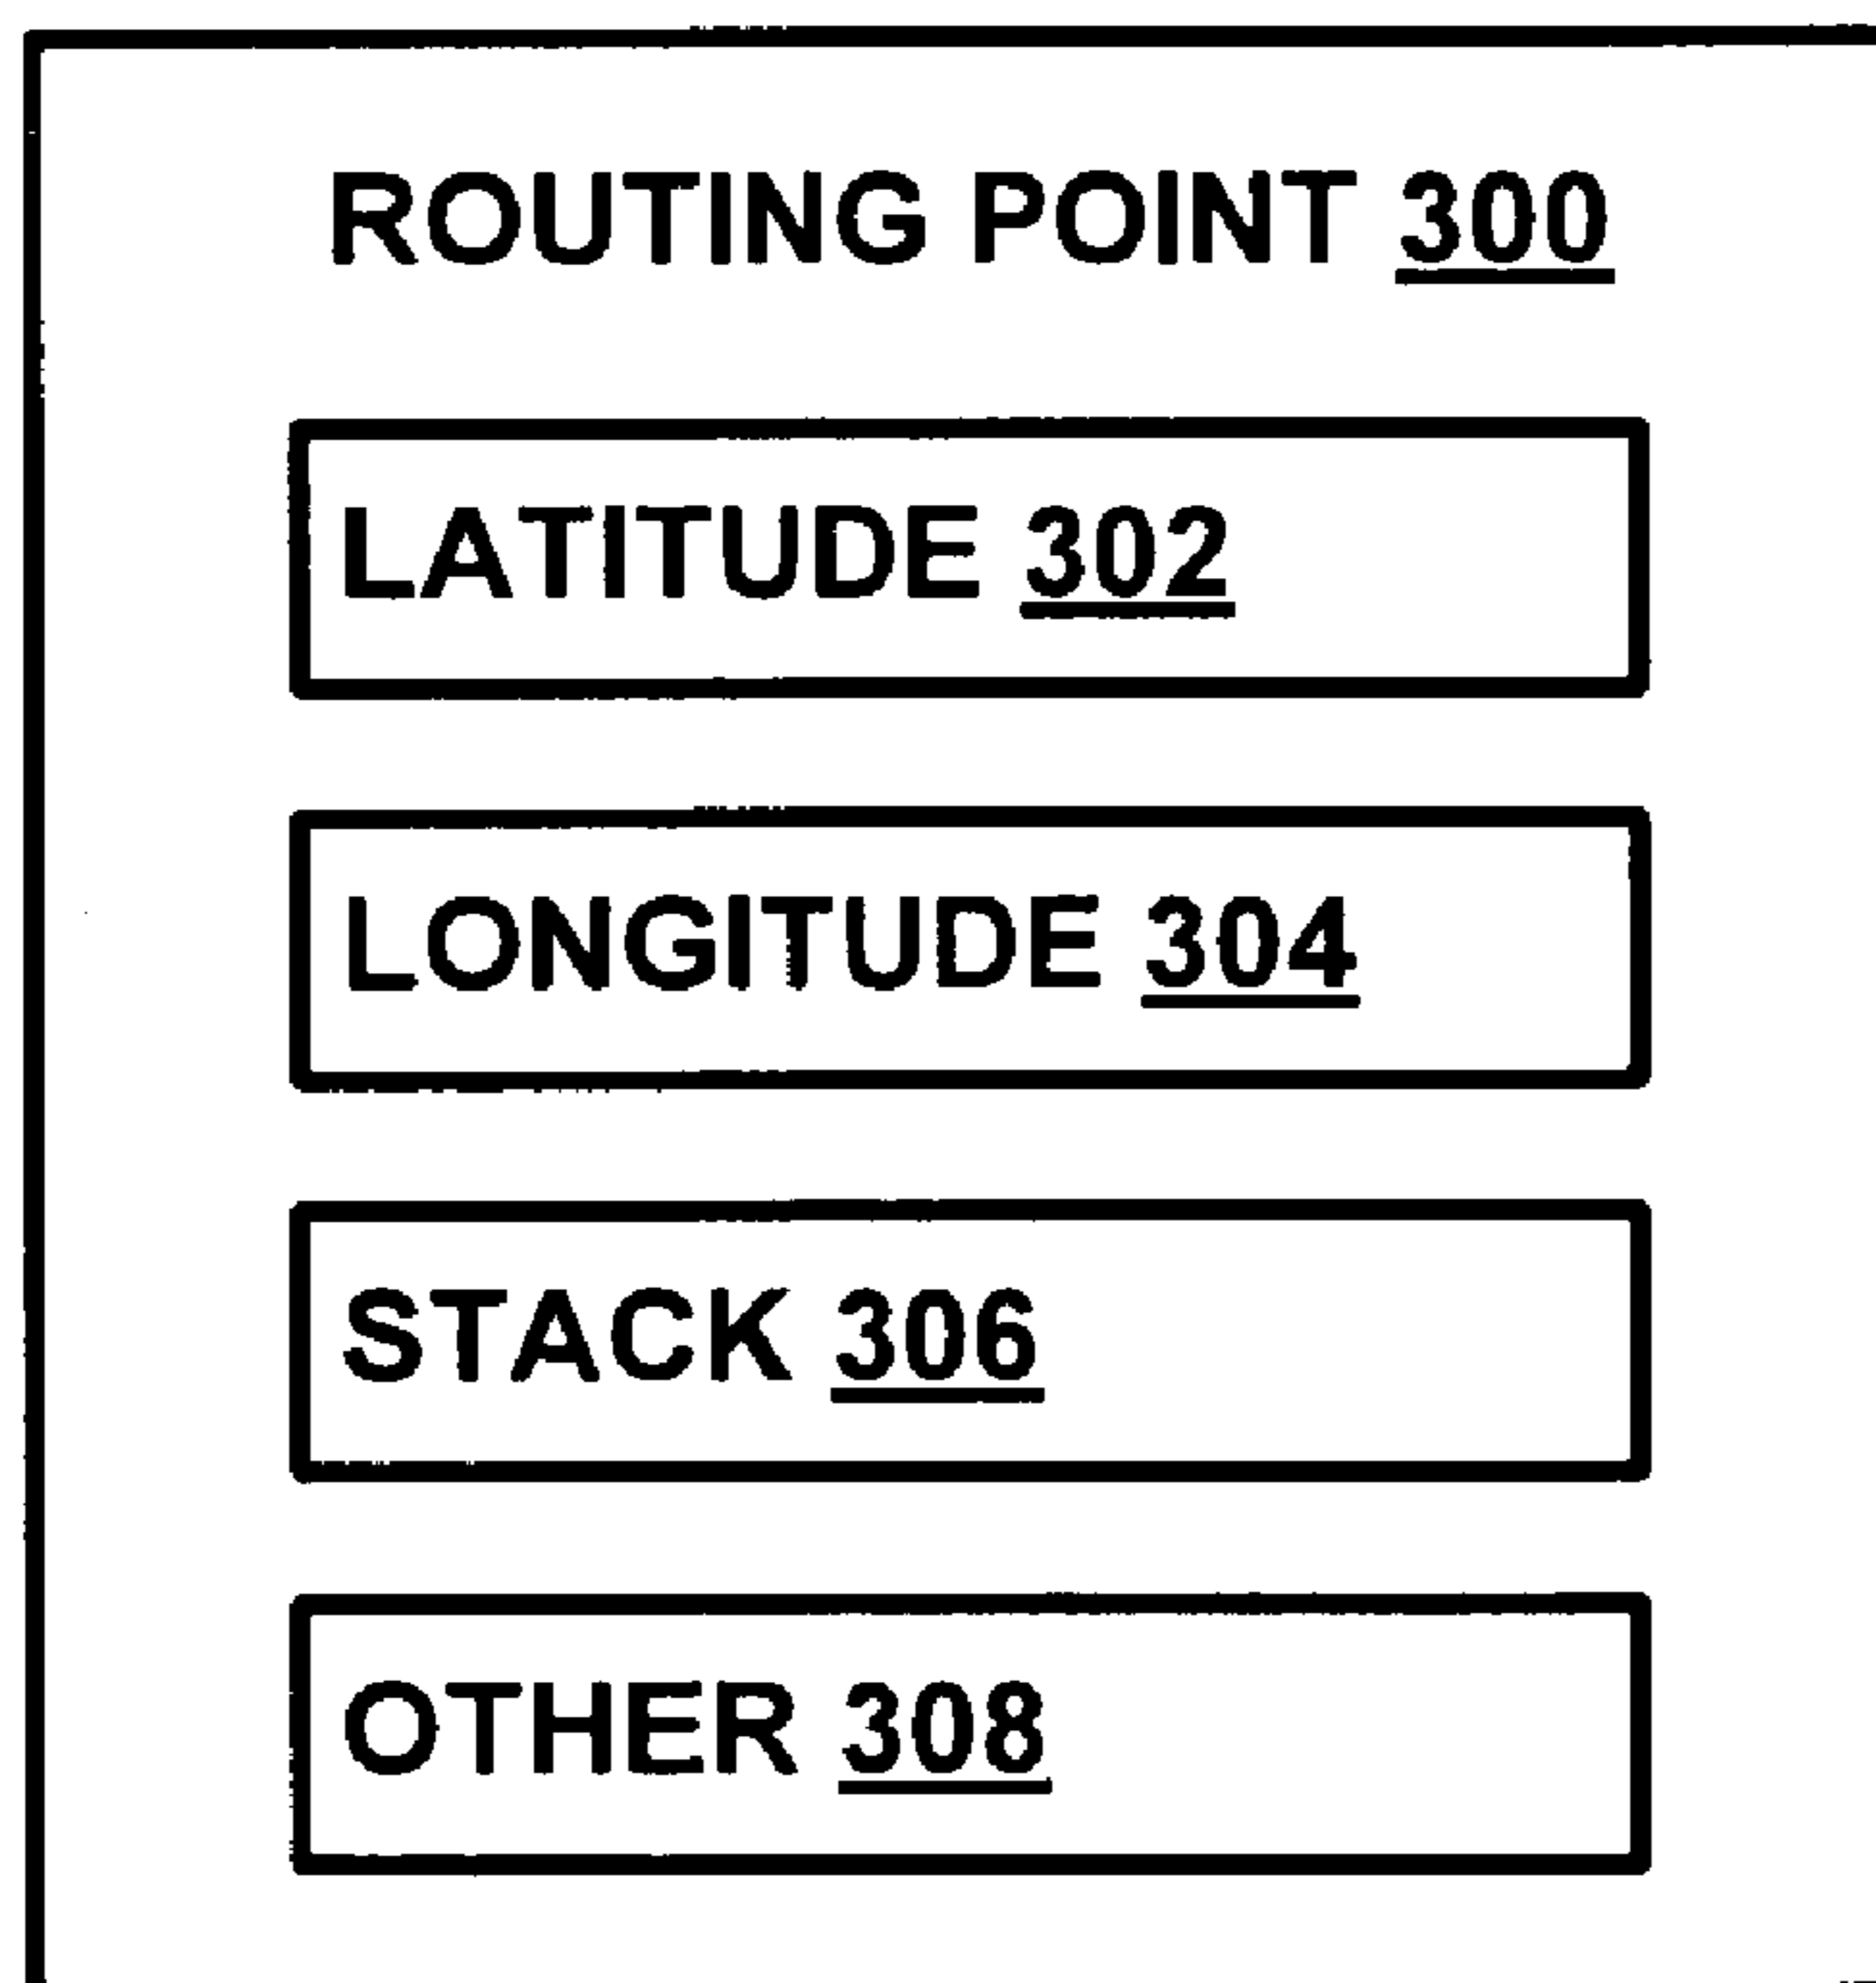 ROUTING POINT 300
LATITUDE 302
LONGITUDE 304
STACK 306
OTHER 308